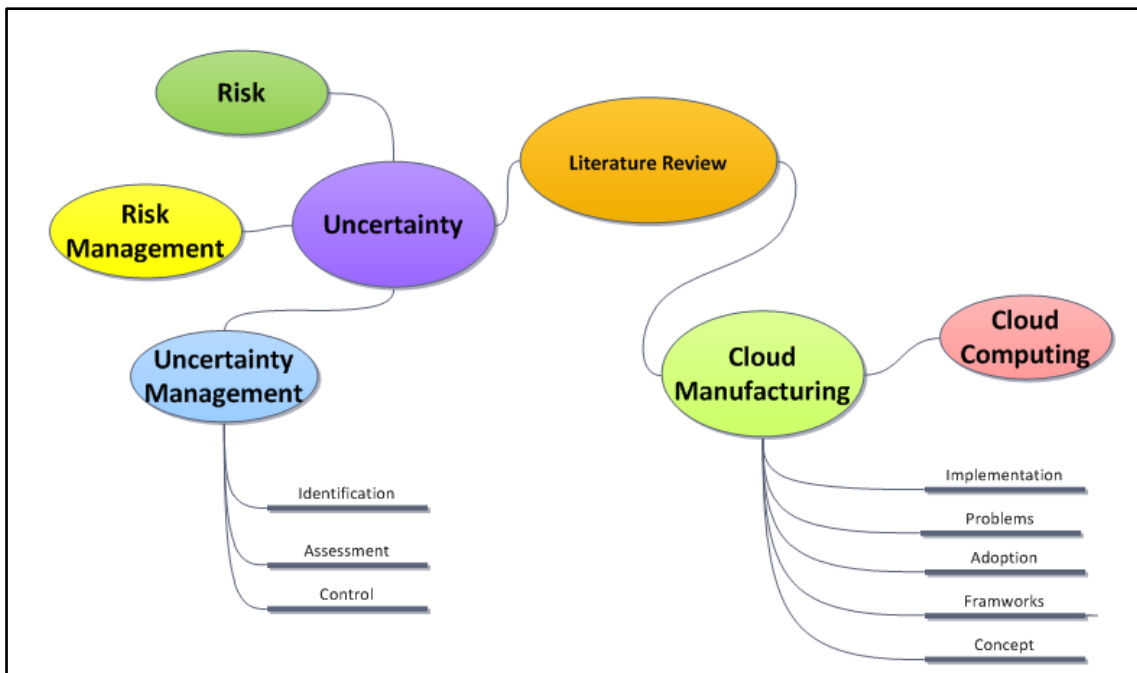 Risk
Literature Review
Risk
Management
Uncertainty
Uncertainty
Management
Identification
Assessment
Control
Cloud
Manufacturing
Cloud
Computing
Implementation
Problems
Adoption
Framworks
Concept